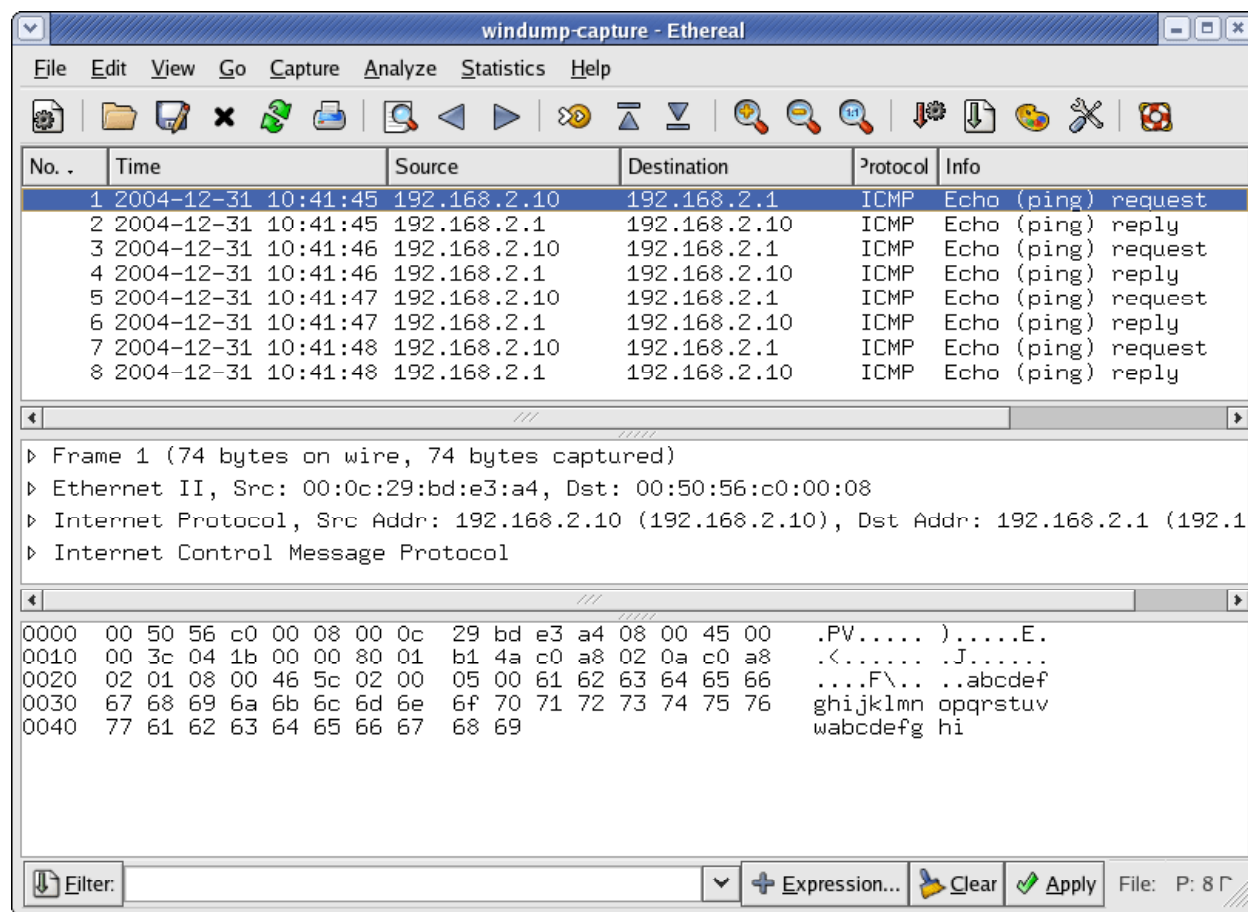 windump-capture - Ethereal
File Edit View Go Capture Analyze Statistics Help
No. . Time Source Destination Protocol Info
1 2004-12-31 10:41:45 192.168.2.10 192.168.2.1 ICMP Echo (ping) request
2 2004-12-31 10:41:45 192.168.2.1 192.168.2.10 ICMP Echo (ping) reply
3 2004-12-31 10:41:46 192.168.2.10 192.168.2.1 ICMP Echo (ping) request
4 2004-12-31 10:41:46 192.168.2.1 192.168.2.10 ICMP Echo (ping) reply
5 2004-12-31 10:41:47 192.168.2.10 192.168.2.1 ICMP Echo (ping) request
6 2004-12-31 10:41:47 192.168.2.1 192.168.2.10 ICMP Echo (ping) reply
7 2004-12-31 10:41:48 192.168.2.10 192.168.2.1 ICMP Echo (ping) request
8 2004-12-31 10:41:48 192.168.2.1 192.168.2.10 ICMP Echo (ping) reply
Frame 1 (74 bytes on wire, 74 bytes captured)
Ethernet II, Src: 00:0c:29:bd:e3:a4, Dst: 00:50:56:c0:00:08
Internet Protocol, Src Addr: 192.168.2.10 (192.168.2.10), Dst Addr: 192.168.2.1 (192.1
Internet Control Message Protocol
0000 00 50 56 c0 00 08 00 0c 29 bd e3 a4 08 00 45 00 .PV..... ).....E.
0010 00 3c 04 1b 00 00 80 01 b1 4a c0 a8 02 0a c0 a8 .<...... .J......
0020 02 01 08 00 46 5c 02 00 05 00 61 62 63 64 65 66 ....F\.. ..abcdef
0030 67 68 69 6a 6b 6c 6d 6e 6f 70 71 72 73 74 75 76 ghijklmn opqrstuv
0040 77 61 62 63 64 65 66 67 68 69 wabcdefg hi
Filter: Expression... Clear Apply File: P: 8